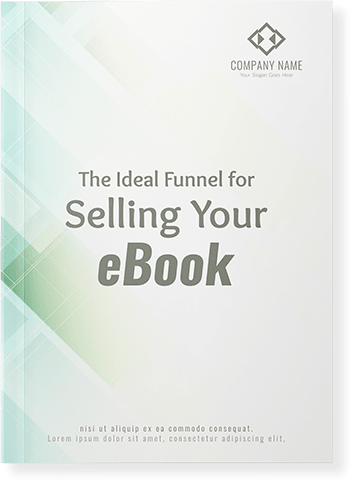 COMPANY NAME
Your Slogan Goes Here
The Ideal Funnel for
Selling Your
eBook
nisi ut aliquip ex ea commodo consequat.
Lorem ipsum dolor sit amet, consectetur adipiscing elit,